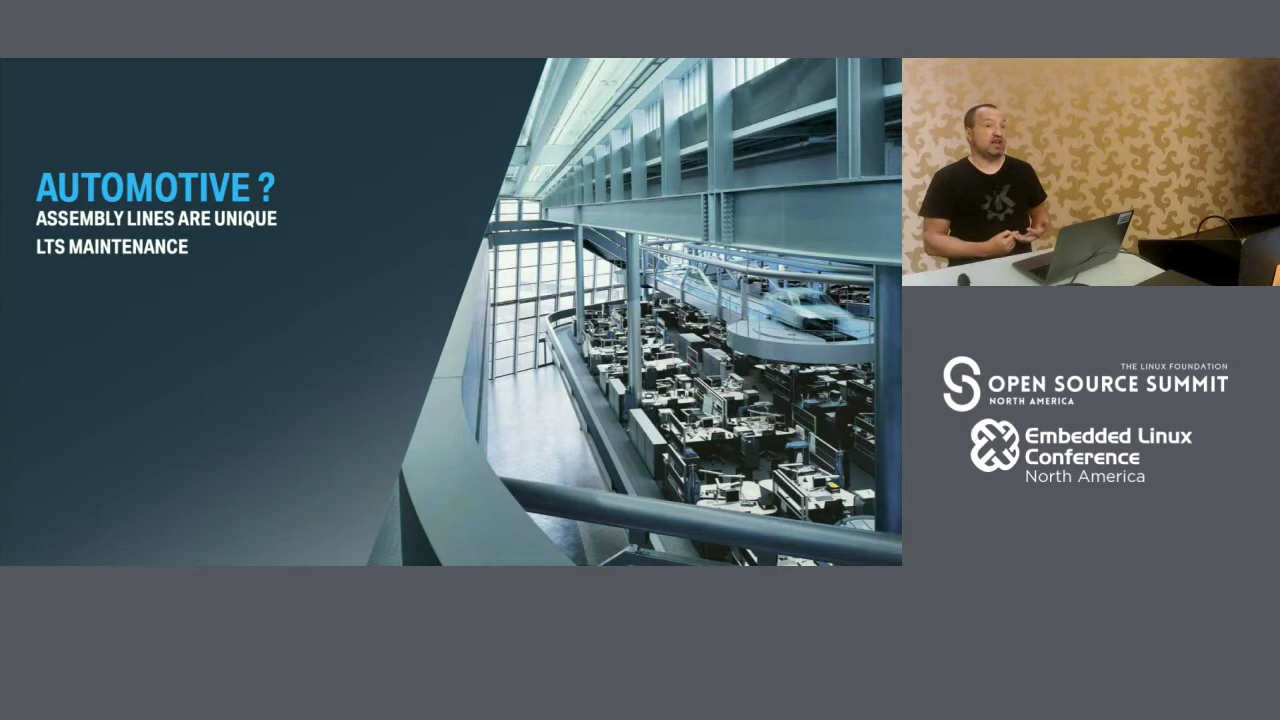 AUTOMOTIVE ?
ASSEMBLY LINES ARE UNIQUE
LTS MAINTENANCE
THE LINUX FOUNDATION
OPEN SOURCE SUMMIT
NORTH AMERICA
Embedded Linux
Conference
North America